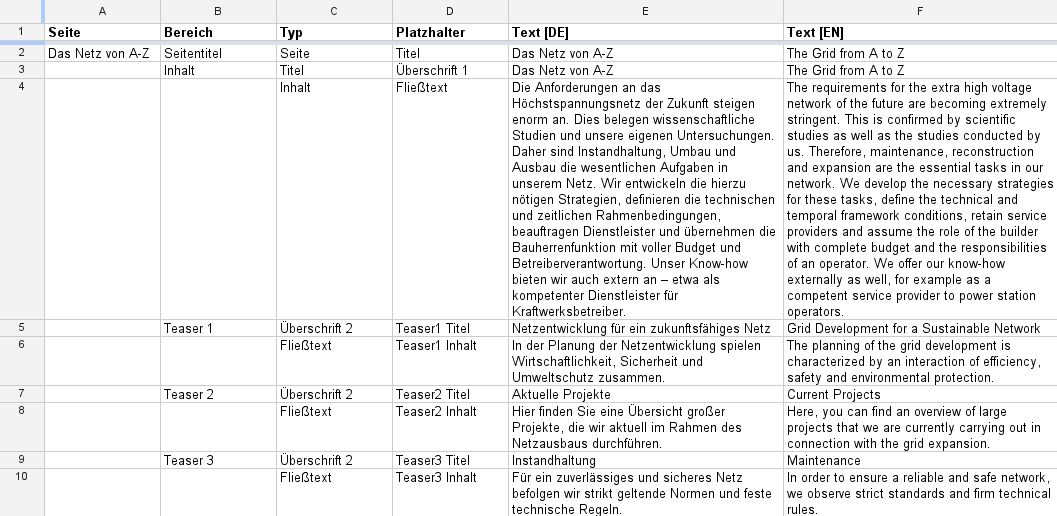 A B C D E F
1 Seite Bereich Typ Platzhalter Text [DE] Text [EN]
2 Das Netz von A-Z Seitentitel Seite Titel Das Netz von A-Z The Grid from A to Z
3 Inhalt Titel Überschrift 1 Das Netz von A-Z The Grid from A to Z
4 Inhalt Fließtext
Die Anforderungen an das
Höchstspannungsnetz der Zukunft steigen
enorm an. Dies belegen wissenschaftliche
Studien und unsere eigenen Untersuchungen.
Daher sind Instandhaltung, Umbau und
Ausbau die wesentlichen Aufgaben in
unserem Netz. Wir entwickeln die hierzu
nötigen Strategien, definieren die technischen
und zeitlichen Rahmenbedingungen,
beauftragen Dienstleister und übernehmen die
Bauherrenfunktion mit voller Budget und
Betreiberverantwortung. Unser Know-how
bieten wir auch extern an – etwa als
kompetenter Dienstleister für
Kraftwerksbetreiber.
The requirements for the extra high voltage
network of the future are becoming extremely
stringent. This is confirmed by scientific
studies as well as the studies conducted by
us. Therefore, maintenance, reconstruction
and expansion are the essential tasks in our
network. We develop the necessary strategies
for these tasks, define the technical and
temporal framework conditions, retain service
providers and assume the role of the builder
with complete budget and the responsibilities
of an operator. We offer our know-how
externally as well, for example as a
competent service provider to power station
operators.
5 Teaser 1 Überschrift 2 Teaser1 Titel Netzentwicklung für ein zukunftsfähiges Netz Grid Development for a Sustainable Network
6 Fließtext Teaser1 Inhalt
In der Planung der Netzentwicklung spielen
Wirtschaftlichkeit, Sicherheit und
Umweltschutz zusammen.
The planning of the grid development is
characterized by an interaction of efficiency,
safety and environmental protection.
7 Teaser 2 Überschrift 2 Teaser2 Titel Aktuelle Projekte Current Projects
8 Fließtext Teaser2 Inhalt
Hier finden Sie eine Übersicht großer
Projekte, die wir aktuell im Rahmen des
Netzausbaus durchführen.
Here, you can find an overview of large
projects that we are currently carrying out in
connection with the grid expansion.
9 Teaser 3 Überschrift 2 Teaser3 Titel Instandhaltung Maintenance
10 Fließtext Teaser3 Inhalt
Für ein zuverlässiges und sicheres Netz
befolgen wir strikt geltende Normen und feste
technische Regeln.
In order to ensure a reliable and safe network,
we observe strict standards and firm technical
rules.